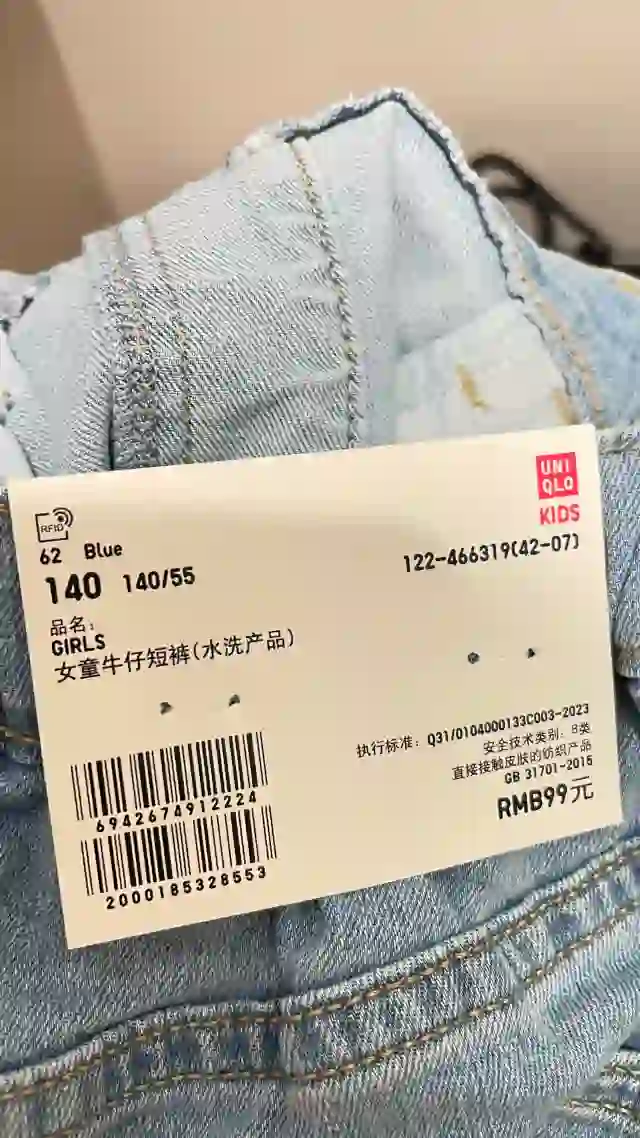 UNI
QLO
KIDS
RFID
62 Blue
140 140/55
122-466319(42-07)
品名:
GIRLS
女童牛仔短裤(水洗产品)
执行标准: Q31/0104000133C003-2023
安全技术类别: B类
直接接触皮肤的纺织产品
GB 31701-2015
RMB99元
6942674912224
2000185328553